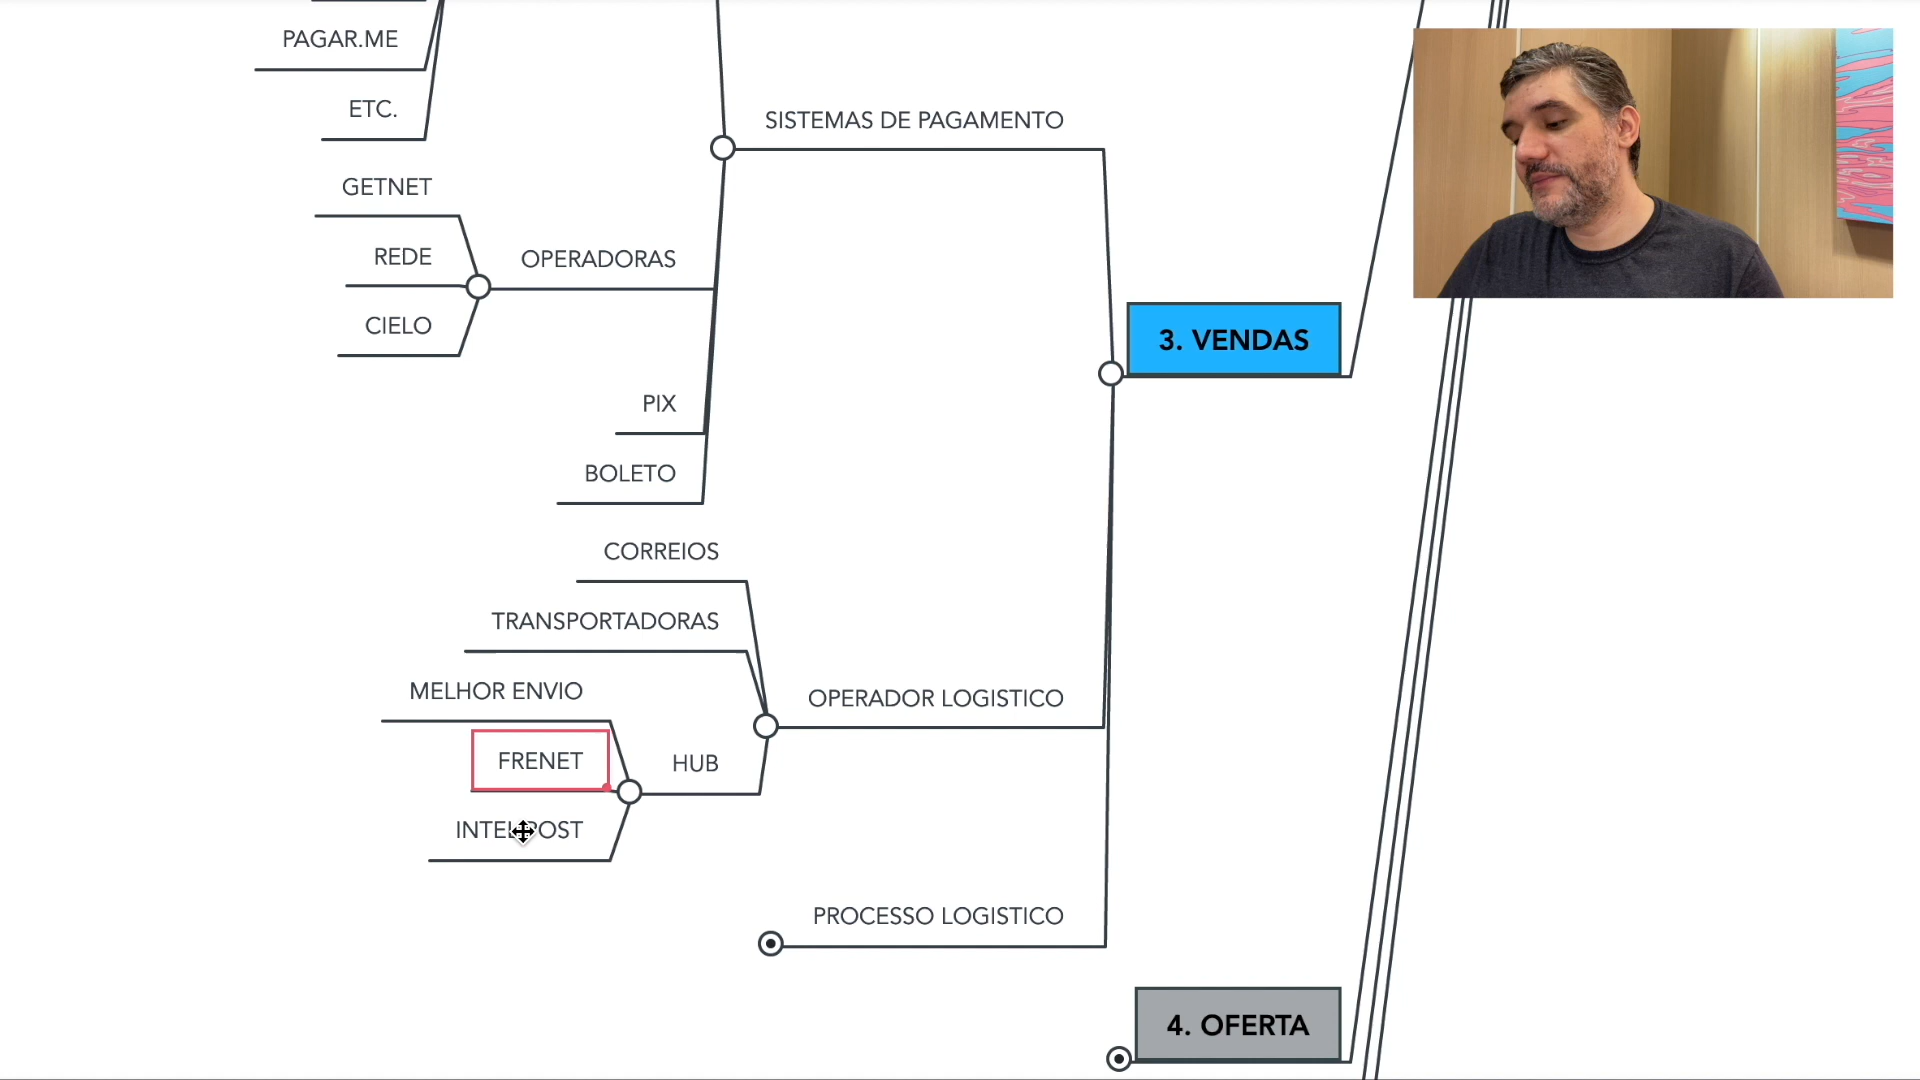 PAGAR.ME
ETC.
SISTEMAS DE PAGAMENTO
GETNET
REDE
OPERADORAS
CIELO
3. VENDAS
PIX
BOLETO
CORREIOS
TRANSPORTADORAS
MELHOR ENVIO
OPERADOR LOGISTICO
FRENET
HUB
INTELIPOST
PROCESSO LOGISTICO
4. OFERTA